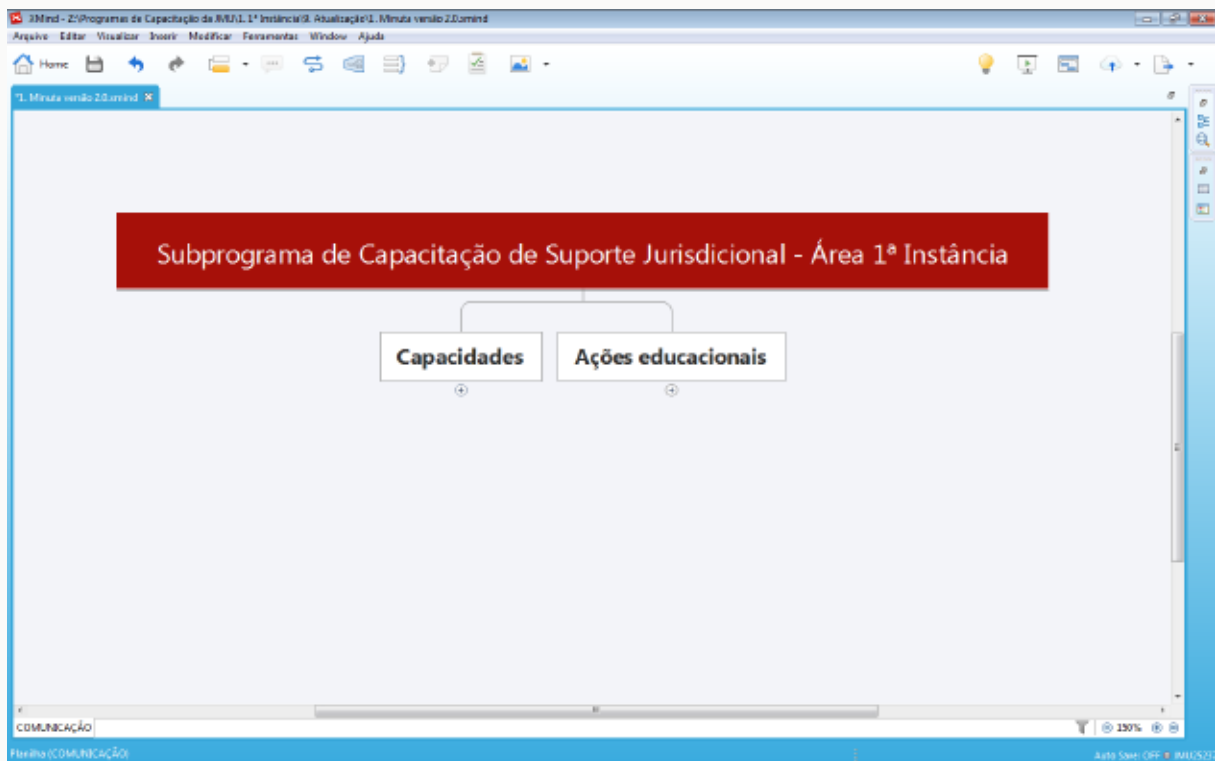 XMind - Z:\Programas de Capacitação da JMU\1. 1ª Instância\9. Atualização\1. Minuta versão 2.0.xmind
Arquivo Editar Visualizar Inserir Modificar Ferramentas Window Ajuda
Home
*1. Minuta versão 2.0.xmind
Subprograma de Capacitação de Suporte Jurisdicional - Área 1ª Instância
Capacidades Ações educacionais
COMUNICAÇÃO
150%
Planilha (COMUNICAÇÃO)
Auto Save: OFF